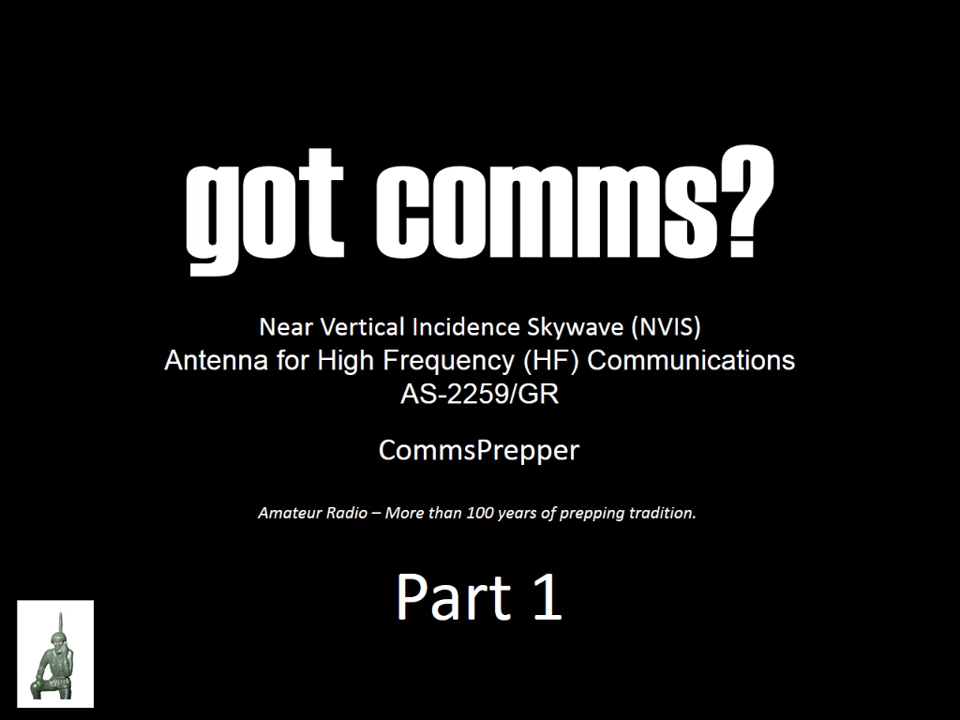 got comms?
Near Vertical Incidence Skywave (NVIS)
Antenna for High Frequency (HF) Communications
AS-2259/GR
CommsPrepper
Amateur Radio – More than 100 years of prepping tradition.
Part 1